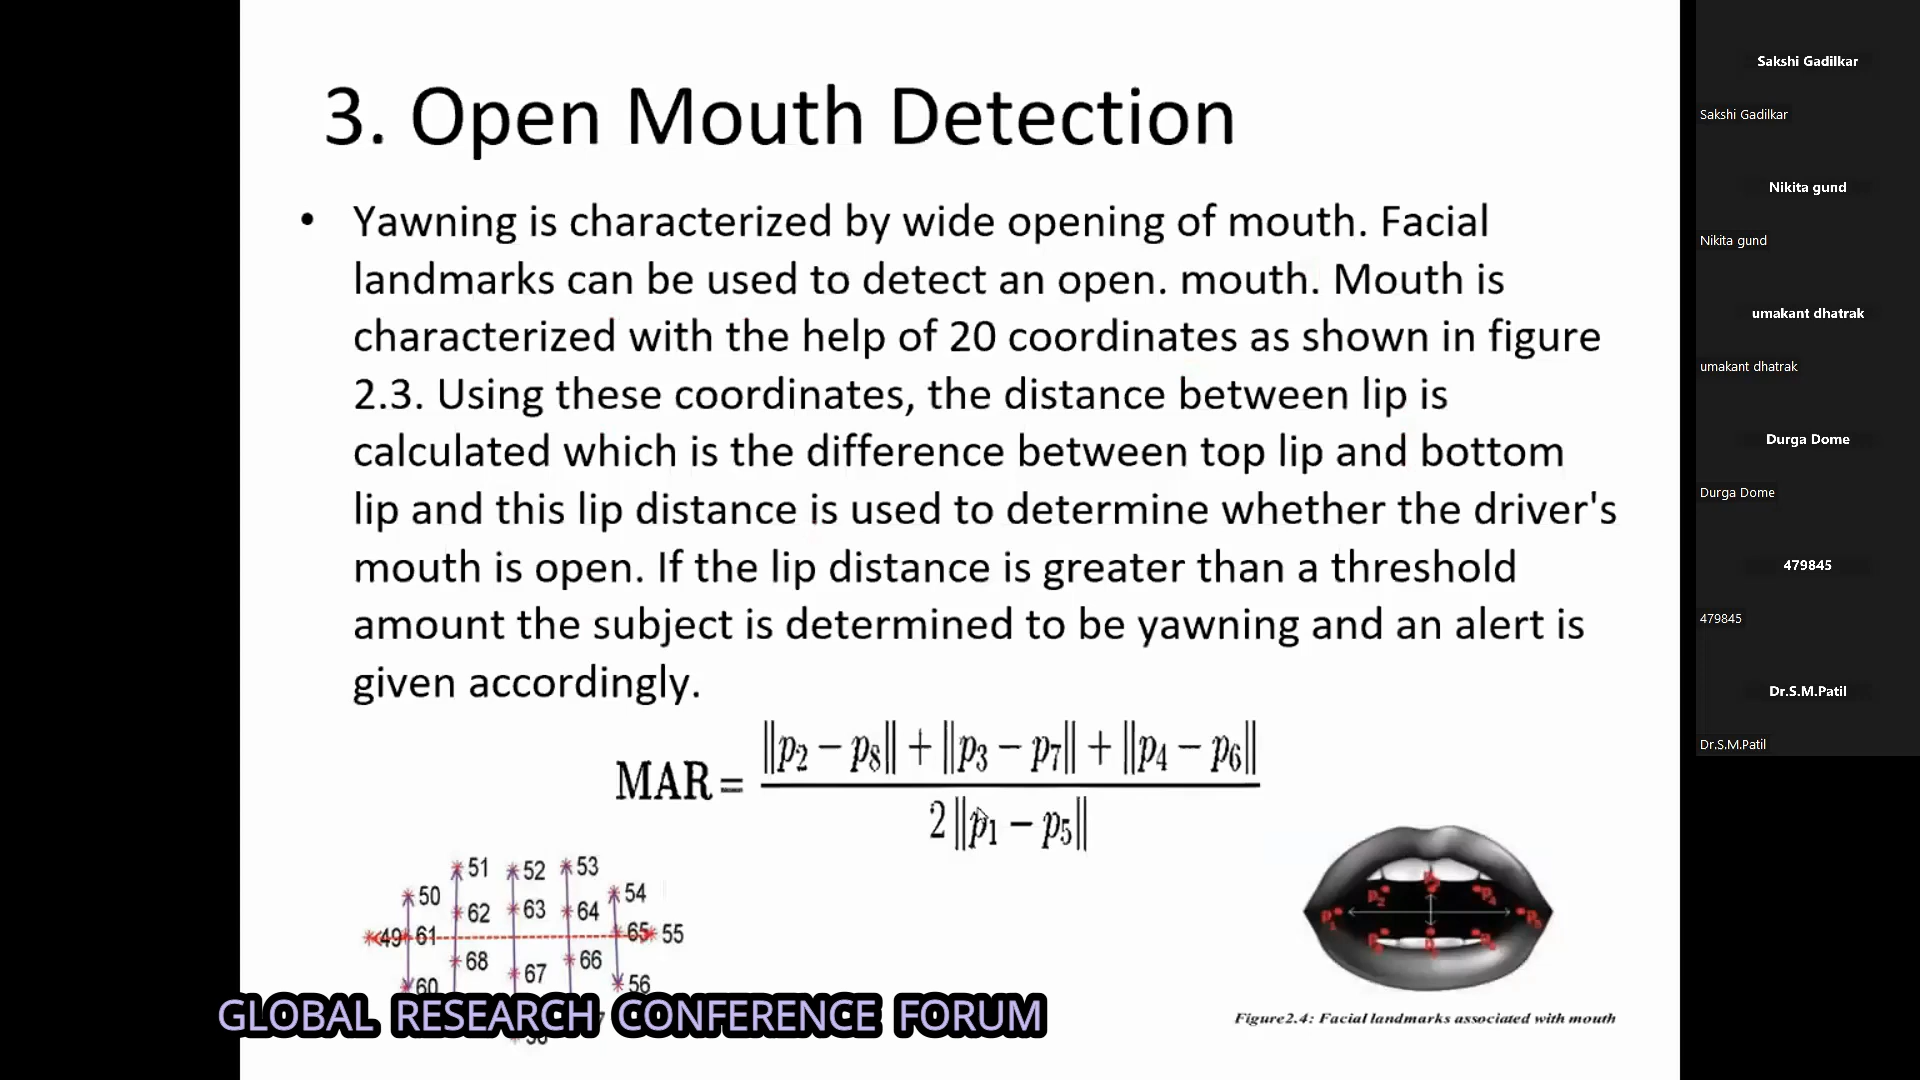 3. Open Mouth Detection
• Yawning is characterized by wide opening of mouth. Facial
landmarks can be used to detect an open. mouth. Mouth is
characterized with the help of 20 coordinates as shown in figure
2.3. Using these coordinates, the distance between lip is
calculated which is the difference between top lip and bottom
lip and this lip distance is used to determine whether the driver's
mouth is open. If the lip distance is greater than a threshold
amount the subject is determined to be yawning and an alert is
given accordingly.
MAR = ‖p2 − p8‖ + ‖p3 − p7‖ + ‖p4 − p6‖
2‖p1 − p5‖
51 52 53
50 54
62 63 64
49 61 65 55
68 67 66
60 56
p2 p4
p1
Figure2.4: Facial landmarks associated with mouth
GLOBAL RESEARCH CONFERENCE FORUM
Sakshi Gadilkar
Sakshi Gadilkar
Nikita gund
Nikita gund
umakant dhatrak
umakant dhatrak
Durga Dome
Durga Dome
479845
479845
Dr.S.M.Patil
Dr.S.M.Patil